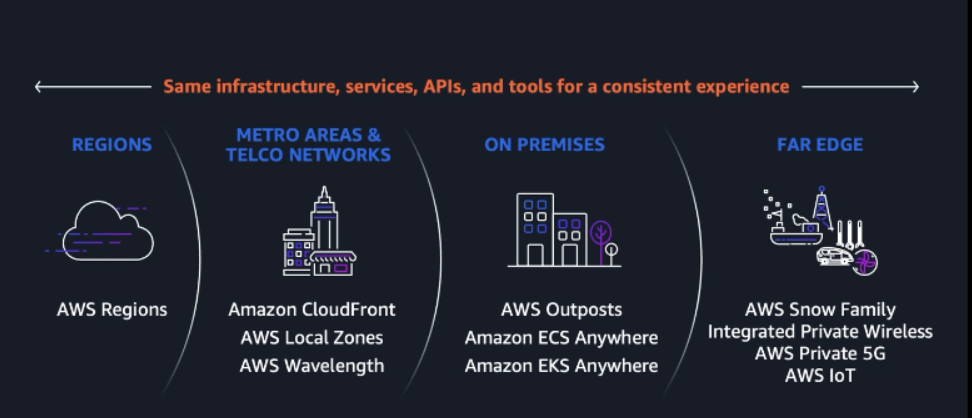 Same infrastructure, services, APIs, and tools for a consistent experience
REGIONS
AWS Regions
METRO AREAS &
TELCO NETWORKS
Amazon CloudFront
AWS Local Zones
AWS Wavelength
ON PREMISES
AWS Outposts
Amazon ECS Anywhere
Amazon EKS Anywhere
FAR EDGE
AWS Snow Family
Integrated Private Wireless
AWS Private 5G
AWS IoT